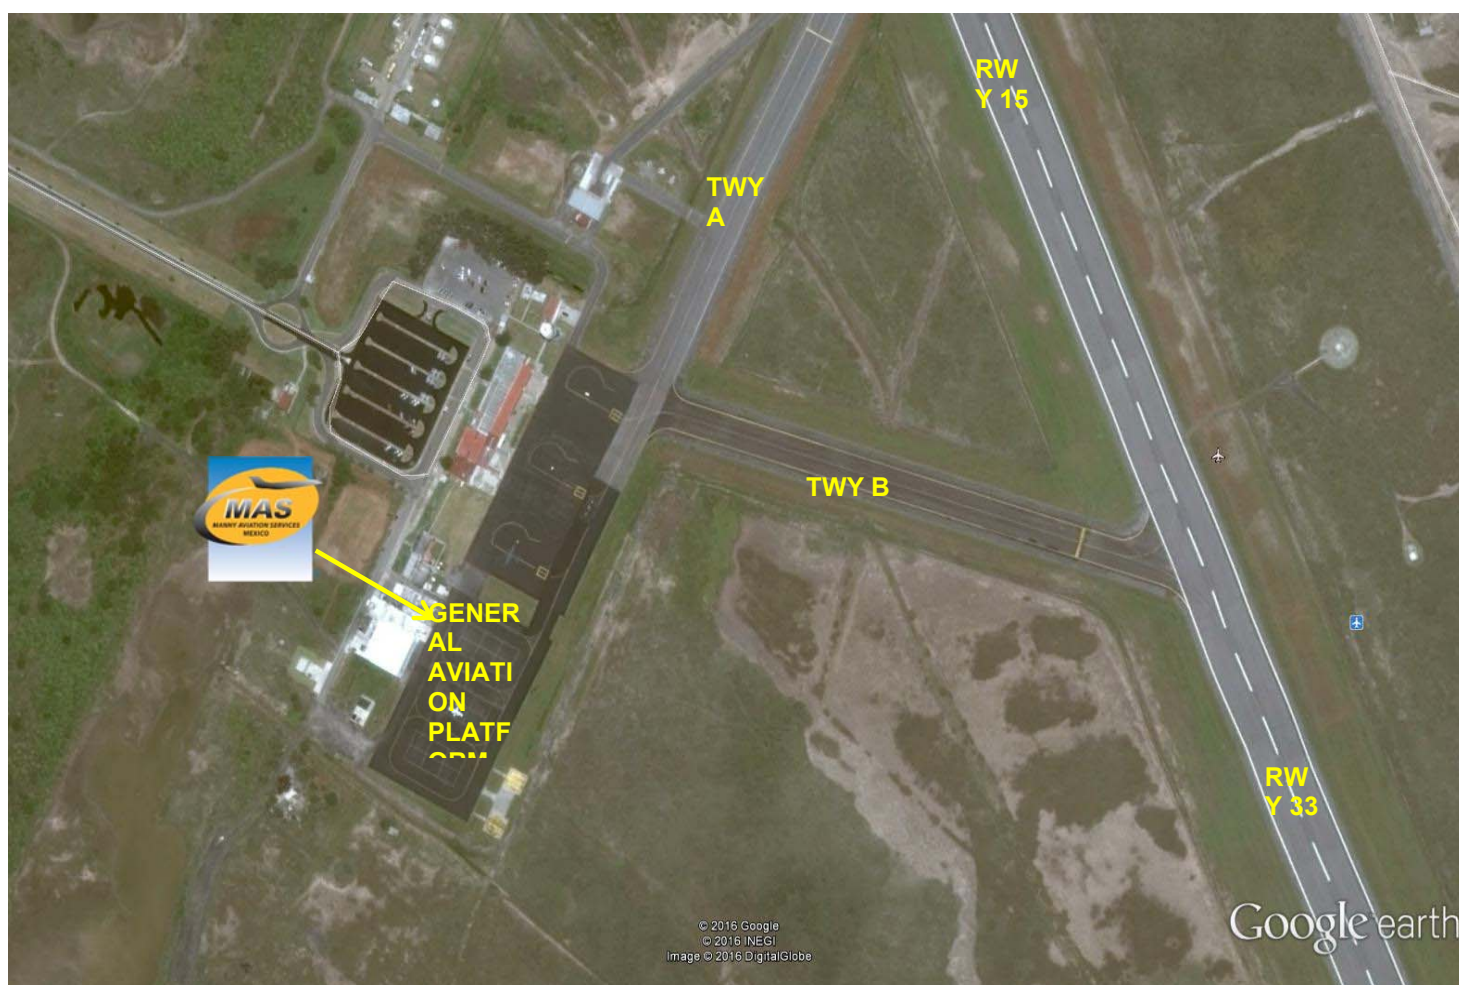 RW
Y 15
TWY
A
TWY B
MAS
MANNY AVIATION SERVICES
MEXICO
GENER
AL
AVIATI
ON
PLATF
ORM
RW
Y 33
© 2016 Google
© 2016 INEGI
Image © 2016 DigitalGlobe
Google earth